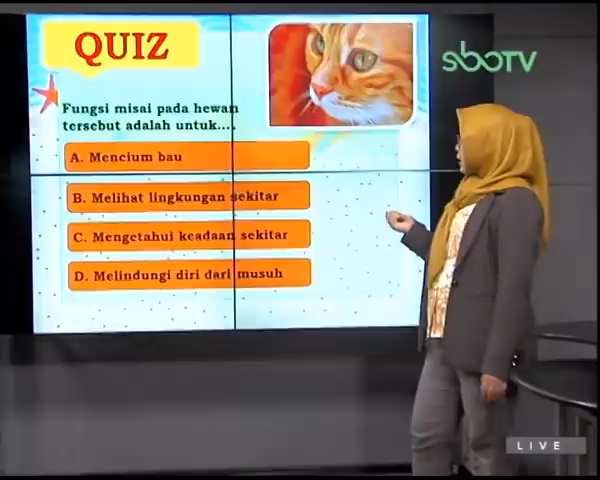 QUIZ
sboTV
Fungsi misai pada hewan
tersebut adalah untuk....
A. Mencium bau
B. Melihat lingkungan sekitar
C. Mengetahui keadaan sekitar
D. Melindungi diri dari musuh
LIVE